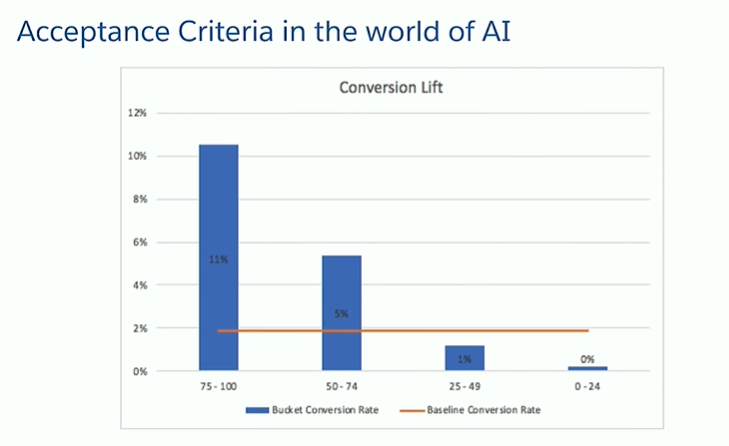 Acceptance Criteria in the world of AI
Conversion Lift
12%
10%
8%
6%
4%
2%
0%
11%
5%
1%
0%
75 - 100
50 - 74
25 - 49
0 - 24
Bucket Conversion Rate
Baseline Conversion Rate